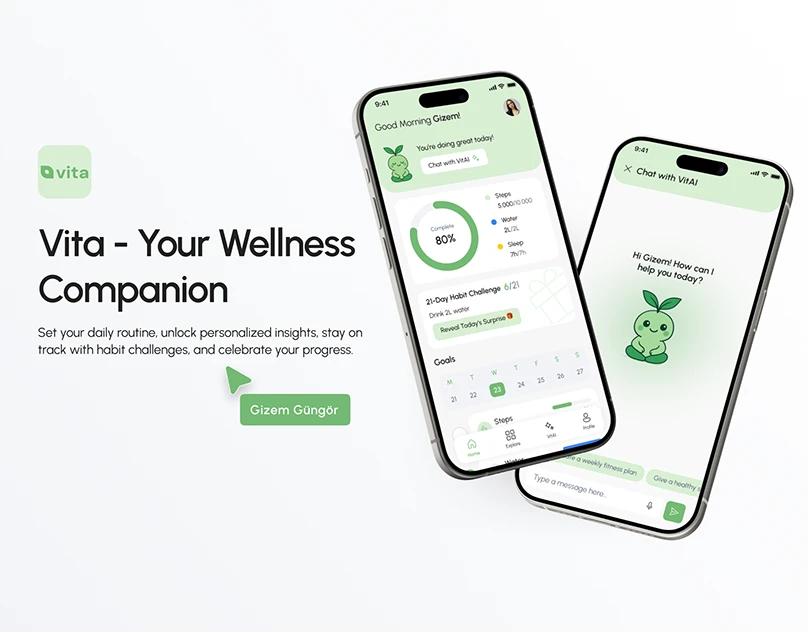 vita
Vita - Your Wellness
Companion
Set your daily routine, unlock personalized insights, stay on
track with habit challenges, and celebrate your progress.
Gizem Güngör
9:41
Good Morning Gizem!
You're doing great today!
Chat with VitAI
Complete
80%
Steps
5.000/10.000
Water
2L/2L
Sleep
7h/7h
21-Day Habit Challenge 6/21
Drink 2L water
Reveal Today's Surprise
Goals
M T W T F S S
21 22 23 24 25 26 27
Steps
Home Explore VitAI Profile
Water
9:41
Chat with VitAI
Hi Gizem! How can I
help you today?
a weekly fitness plan
Give a healthy
Type a message here..